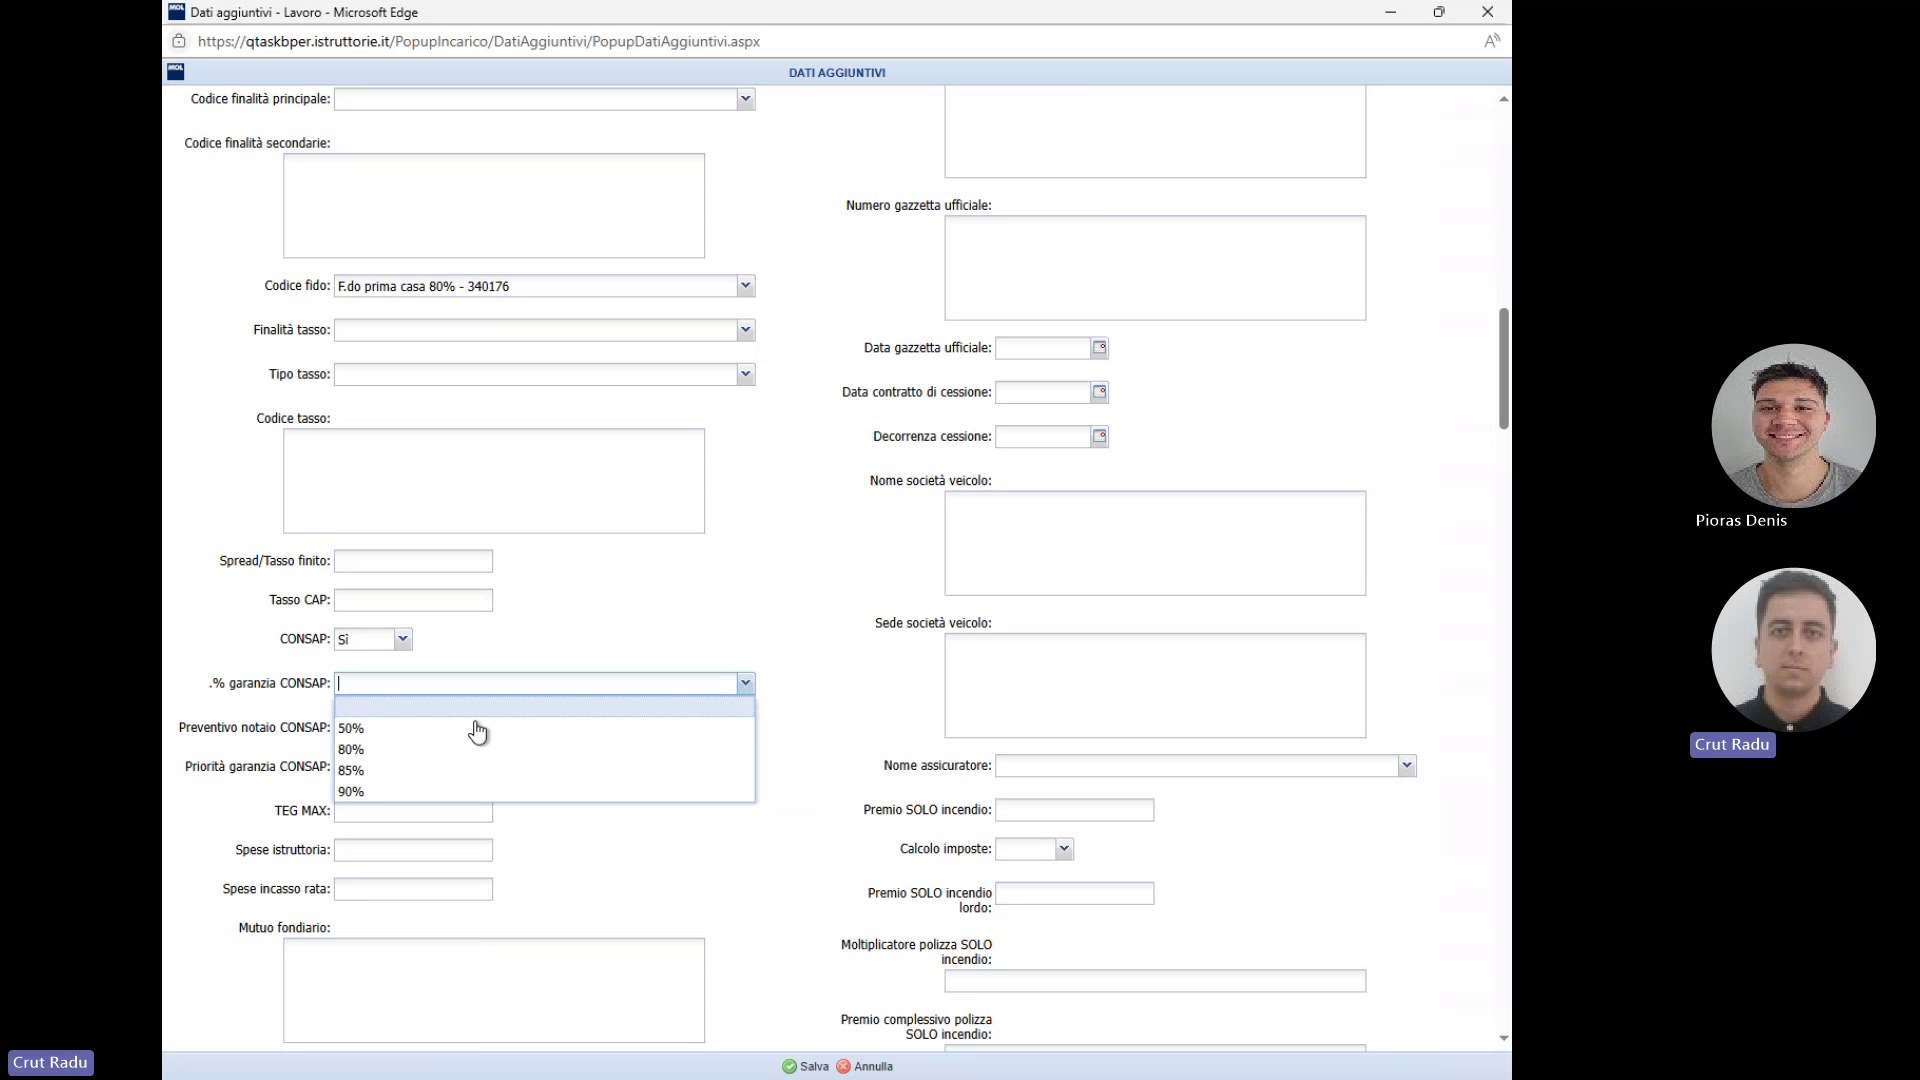 MOL Dati aggiuntivi - Lavoro - Microsoft Edge
https://qtaskbper.istruttorie.it/PopupIncarico/DatiAggiuntivi/PopupDatiAggiuntivi.aspx
MOL DATI AGGIUNTIVI
Codice finalità principale:
Codice finalità secondarie:
Codice fido: F.do prima casa 80% - 340176
Finalità tasso:
Tipo tasso:
Codice tasso:
Spread/Tasso finito:
Tasso CAP:
CONSAP: Sì
.% garanzia CONSAP:
Preventivo notaio CONSAP: 50%
80%
Priorità garanzia CONSAP: 85%
90%
TEG MAX:
Spese istruttoria:
Spese incasso rata:
Mutuo fondiario:
Numero gazzetta ufficiale:
Data gazzetta ufficiale:
Data contratto di cessione:
Decorrenza cessione:
Nome società veicolo:
Sede società veicolo:
Nome assicuratore:
Premio SOLO incendio:
Calcolo imposte:
Premio SOLO incendio
lordo:
Moltiplicatore polizza SOLO
incendio:
Premio complessivo polizza
SOLO incendio:
Salva Annulla
Pioras Denis
Crut Radu
Crut Radu